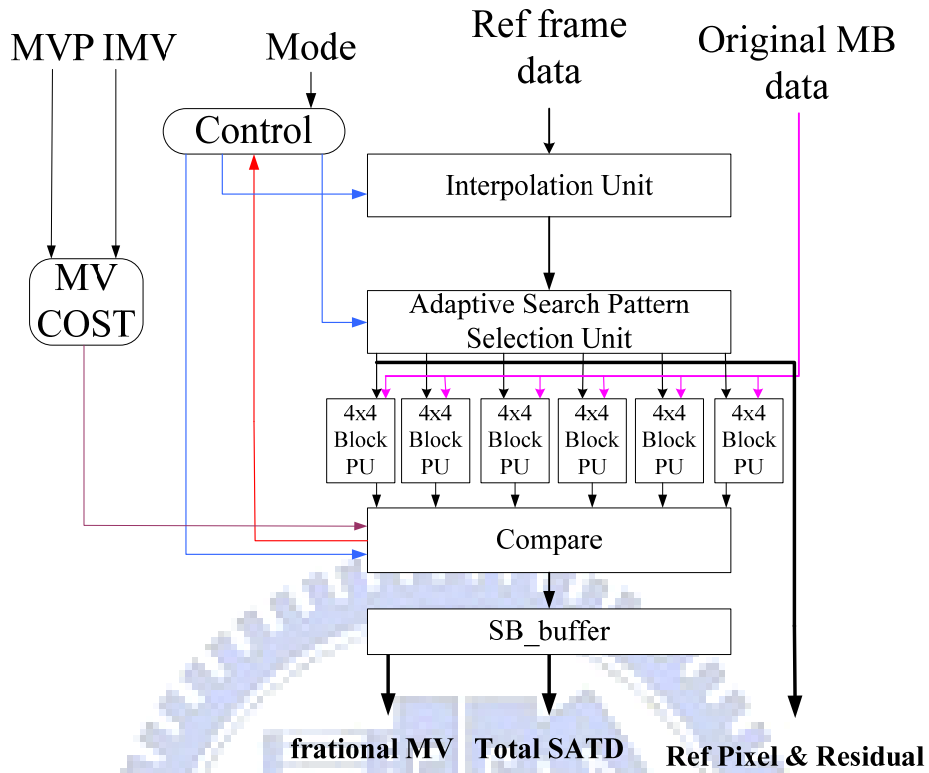 MVP IMV
Mode
Ref frame
data
Original MB
data
Control
Interpolation Unit
MV
COST
Adaptive Search Pattern
Selection Unit
4x4
Block
PU
4x4
Block
PU
4x4
Block
PU
4x4
Block
PU
4x4
Block
PU
4x4
Block
PU
Compare
SB_buffer
frational MV
Total SATD
Ref Pixel & Residual